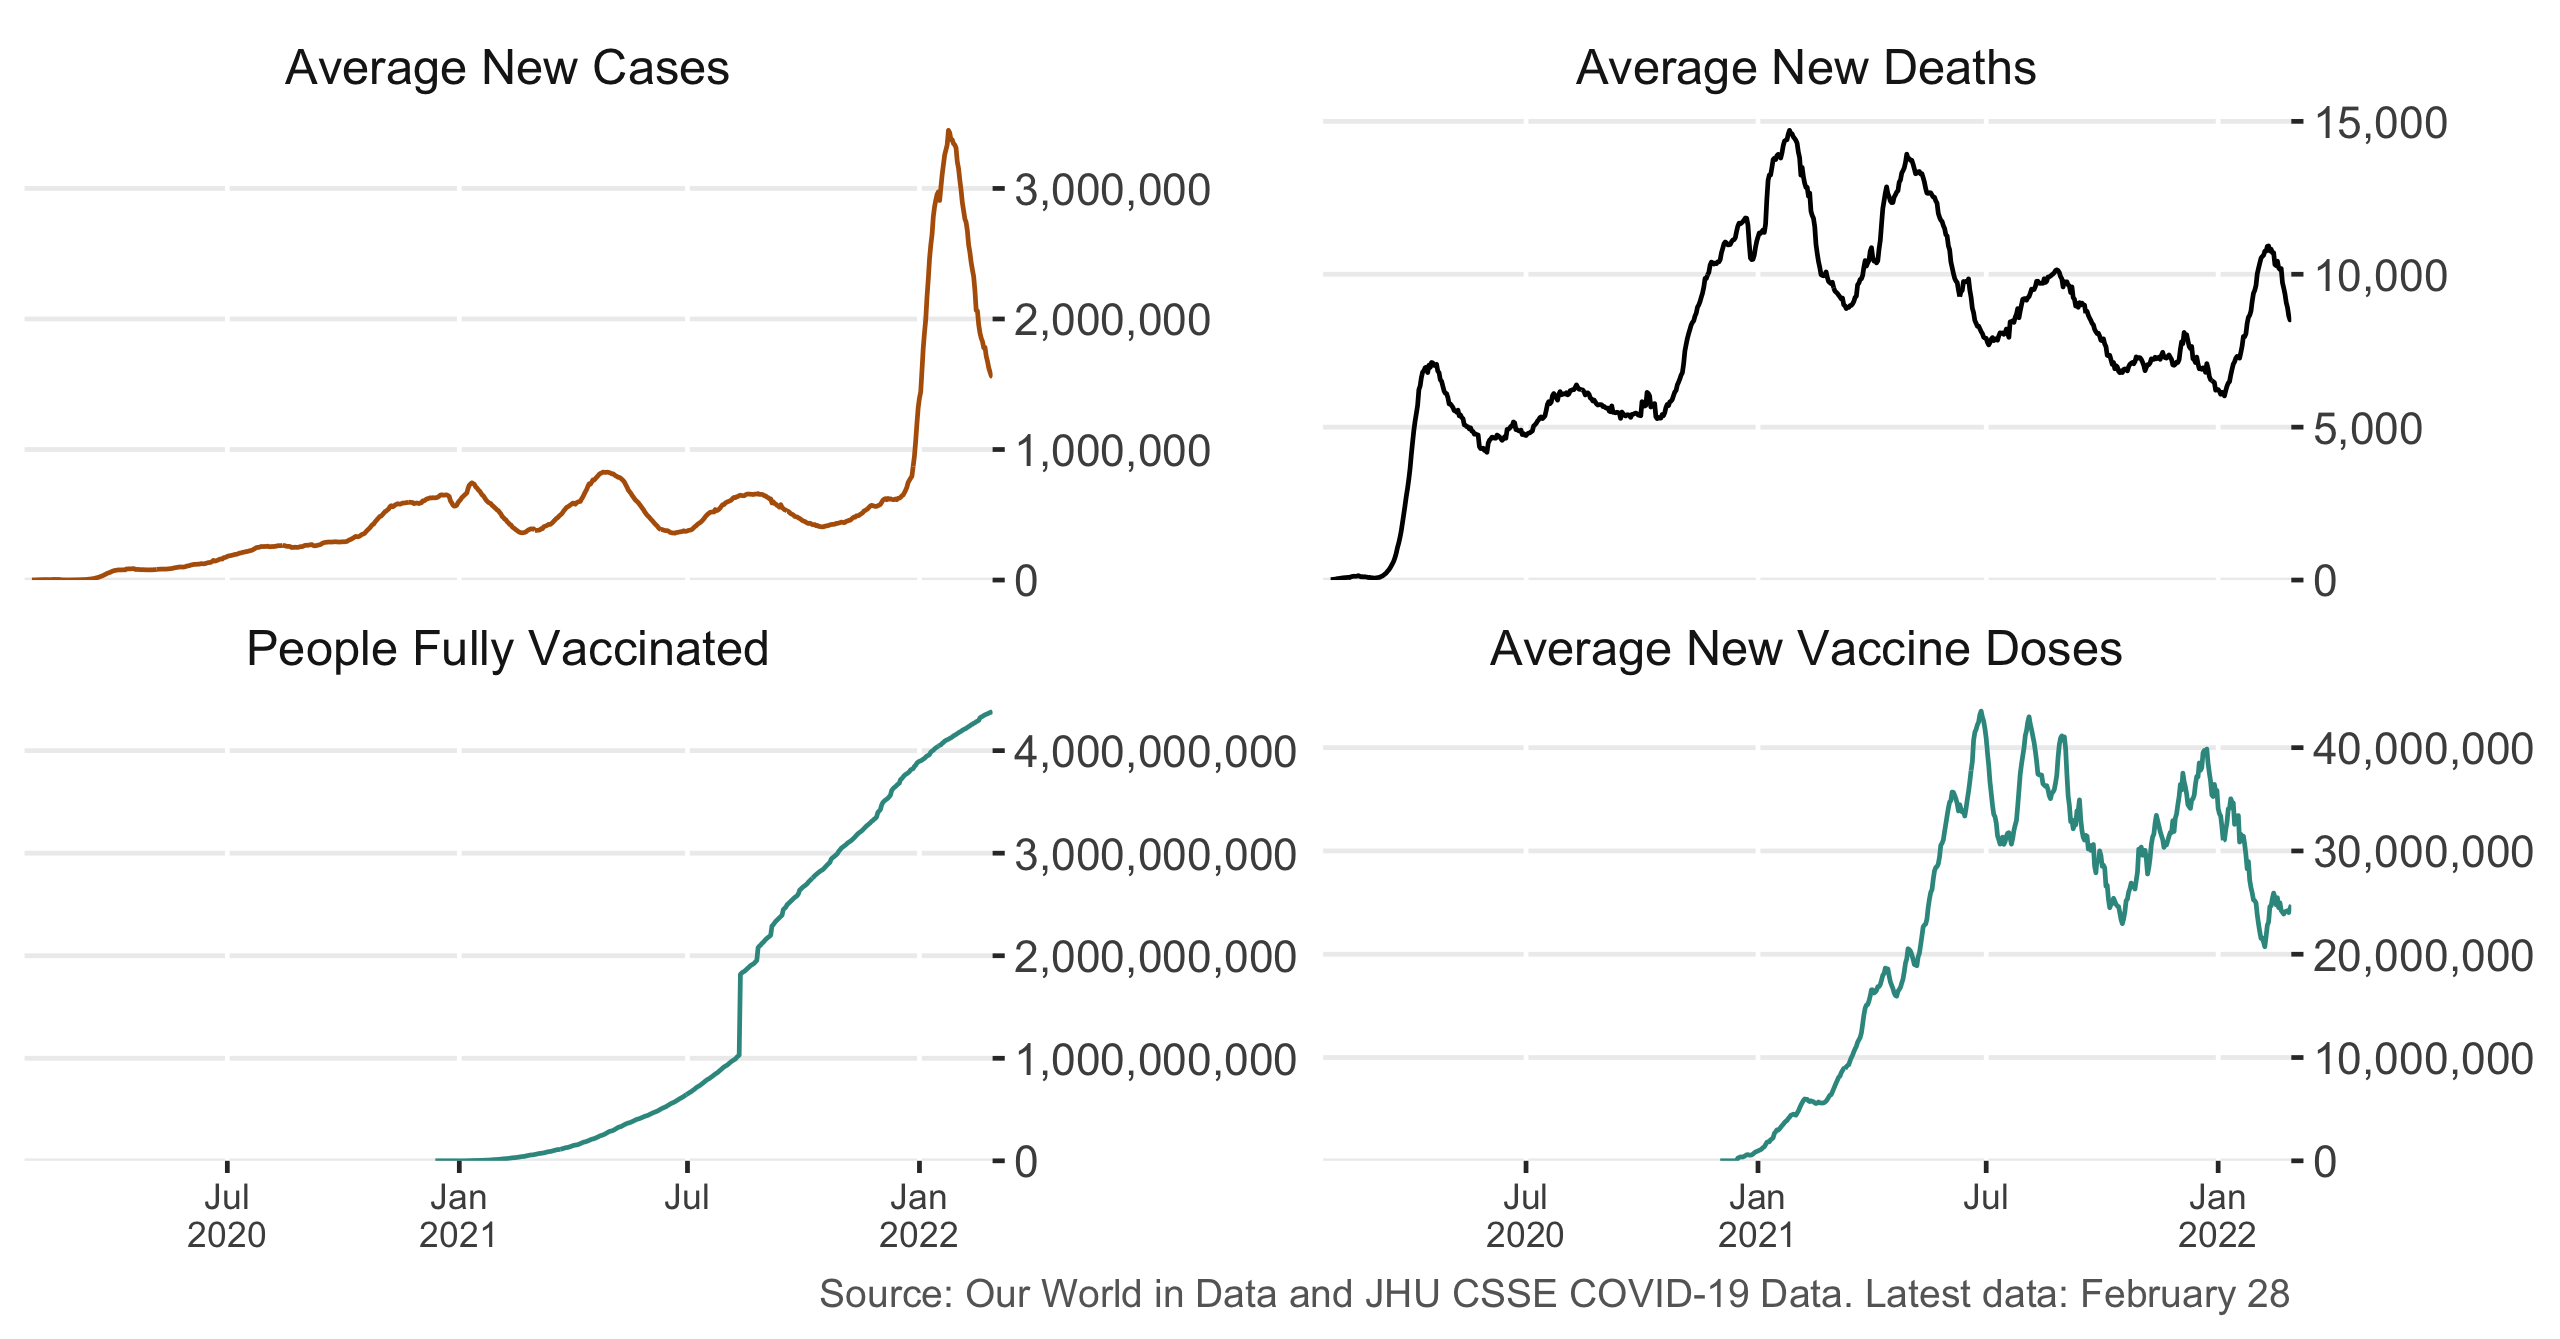 Average New Cases
3,000,000
2,000,000
1,000,000
0
Average New Deaths
15,000
10,000
5,000
0
People Fully Vaccinated
4,000,000,000
3,000,000,000
2,000,000,000
1,000,000,000
0
Jul Jan Jul Jan
2020 2021 2022
Average New Vaccine Doses
40,000,000
30,000,000
20,000,000
10,000,000
0
Jul Jan Jul Jan
2020 2021 2022
Source: Our World in Data and JHU CSSE COVID-19 Data. Latest data: February 28